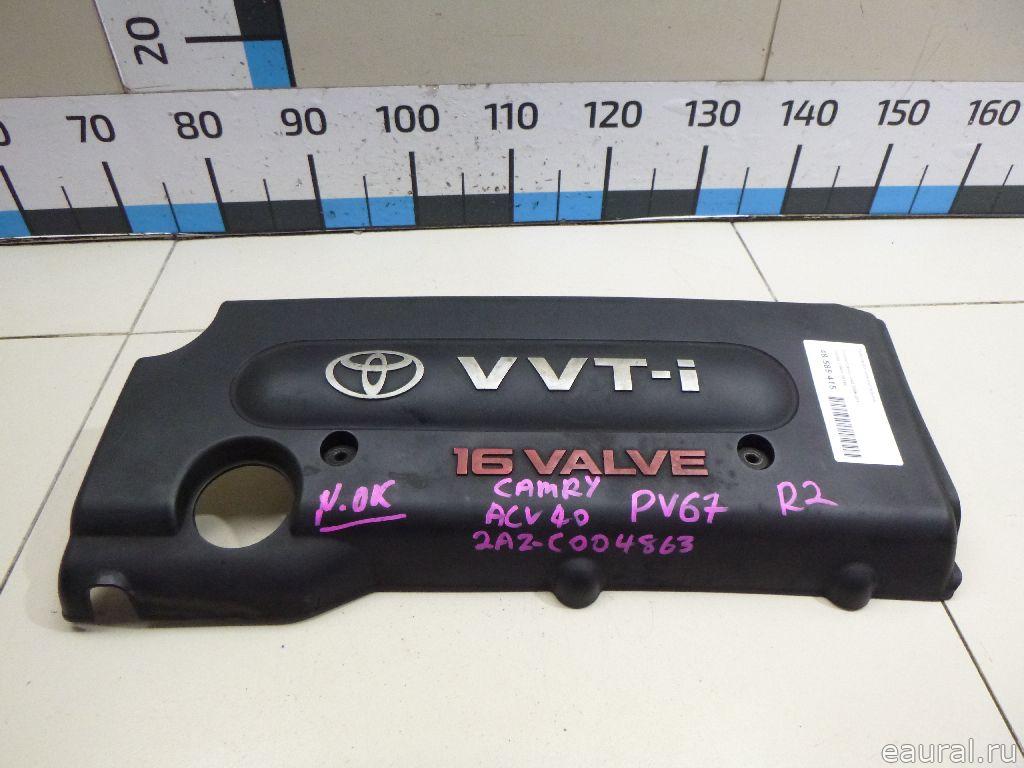 20
70 80 90 100 110 120 130 140 150 160
VVT-i
16 VALVE
N.OK
CAMRY
ACV40
PV67
R2
2AZ-C004863
eaural.ru